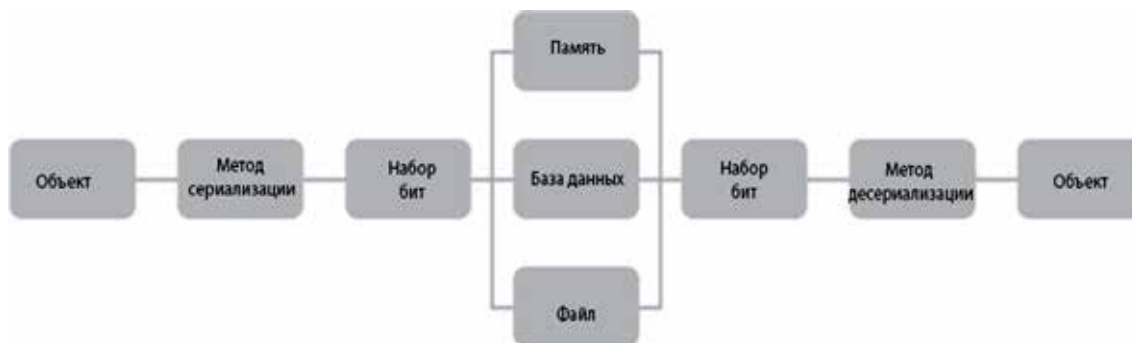 Память
Объект
Метод
сериализации
Набор
бит
База данных
Набор
бит
Метод
десериализации
Объект
Файл